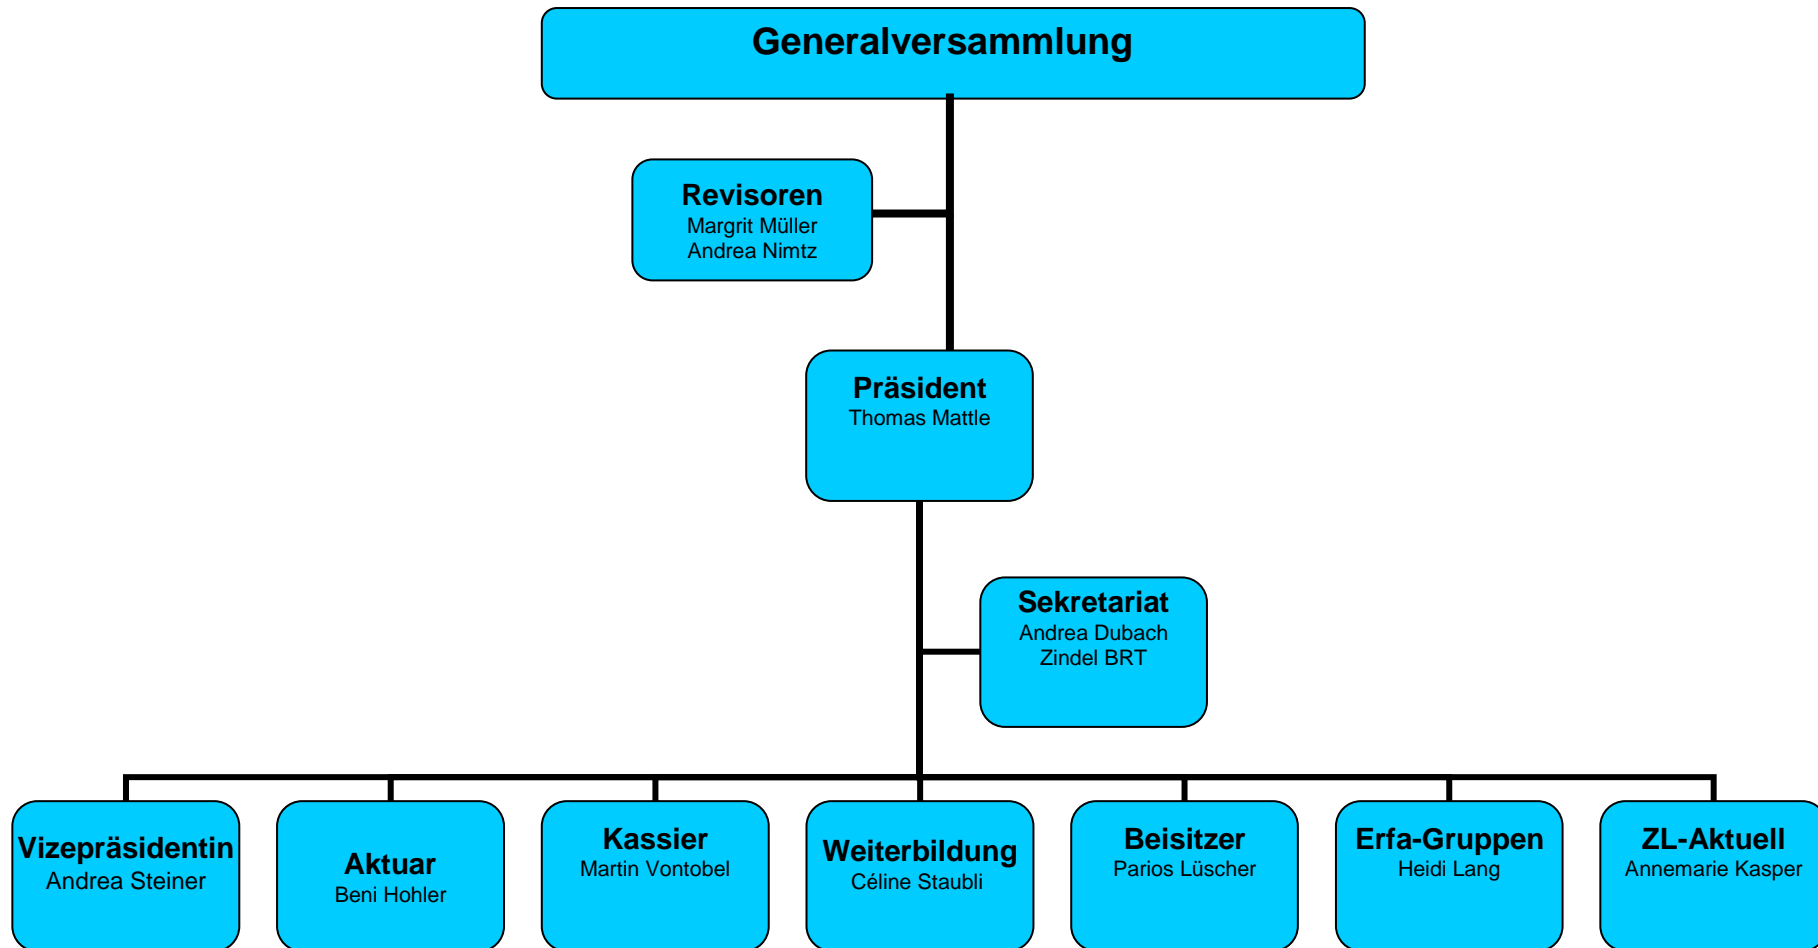 Generalversammlung
Revisoren
Margrit Müller
Andrea Nimtz
Präsident
Thomas Mattle
Sekretariat
Andrea Dubach
Zindel BRT
Vizepräsidentin
Andrea Steiner
Aktuar
Beni Hohler
Kassier
Martin Vontobel
Weiterbildung
Céline Staubli
Beisitzer
Parios Lüscher
Erfa-Gruppen
Heidi Lang
ZL-Aktuell
Annemarie Kasper